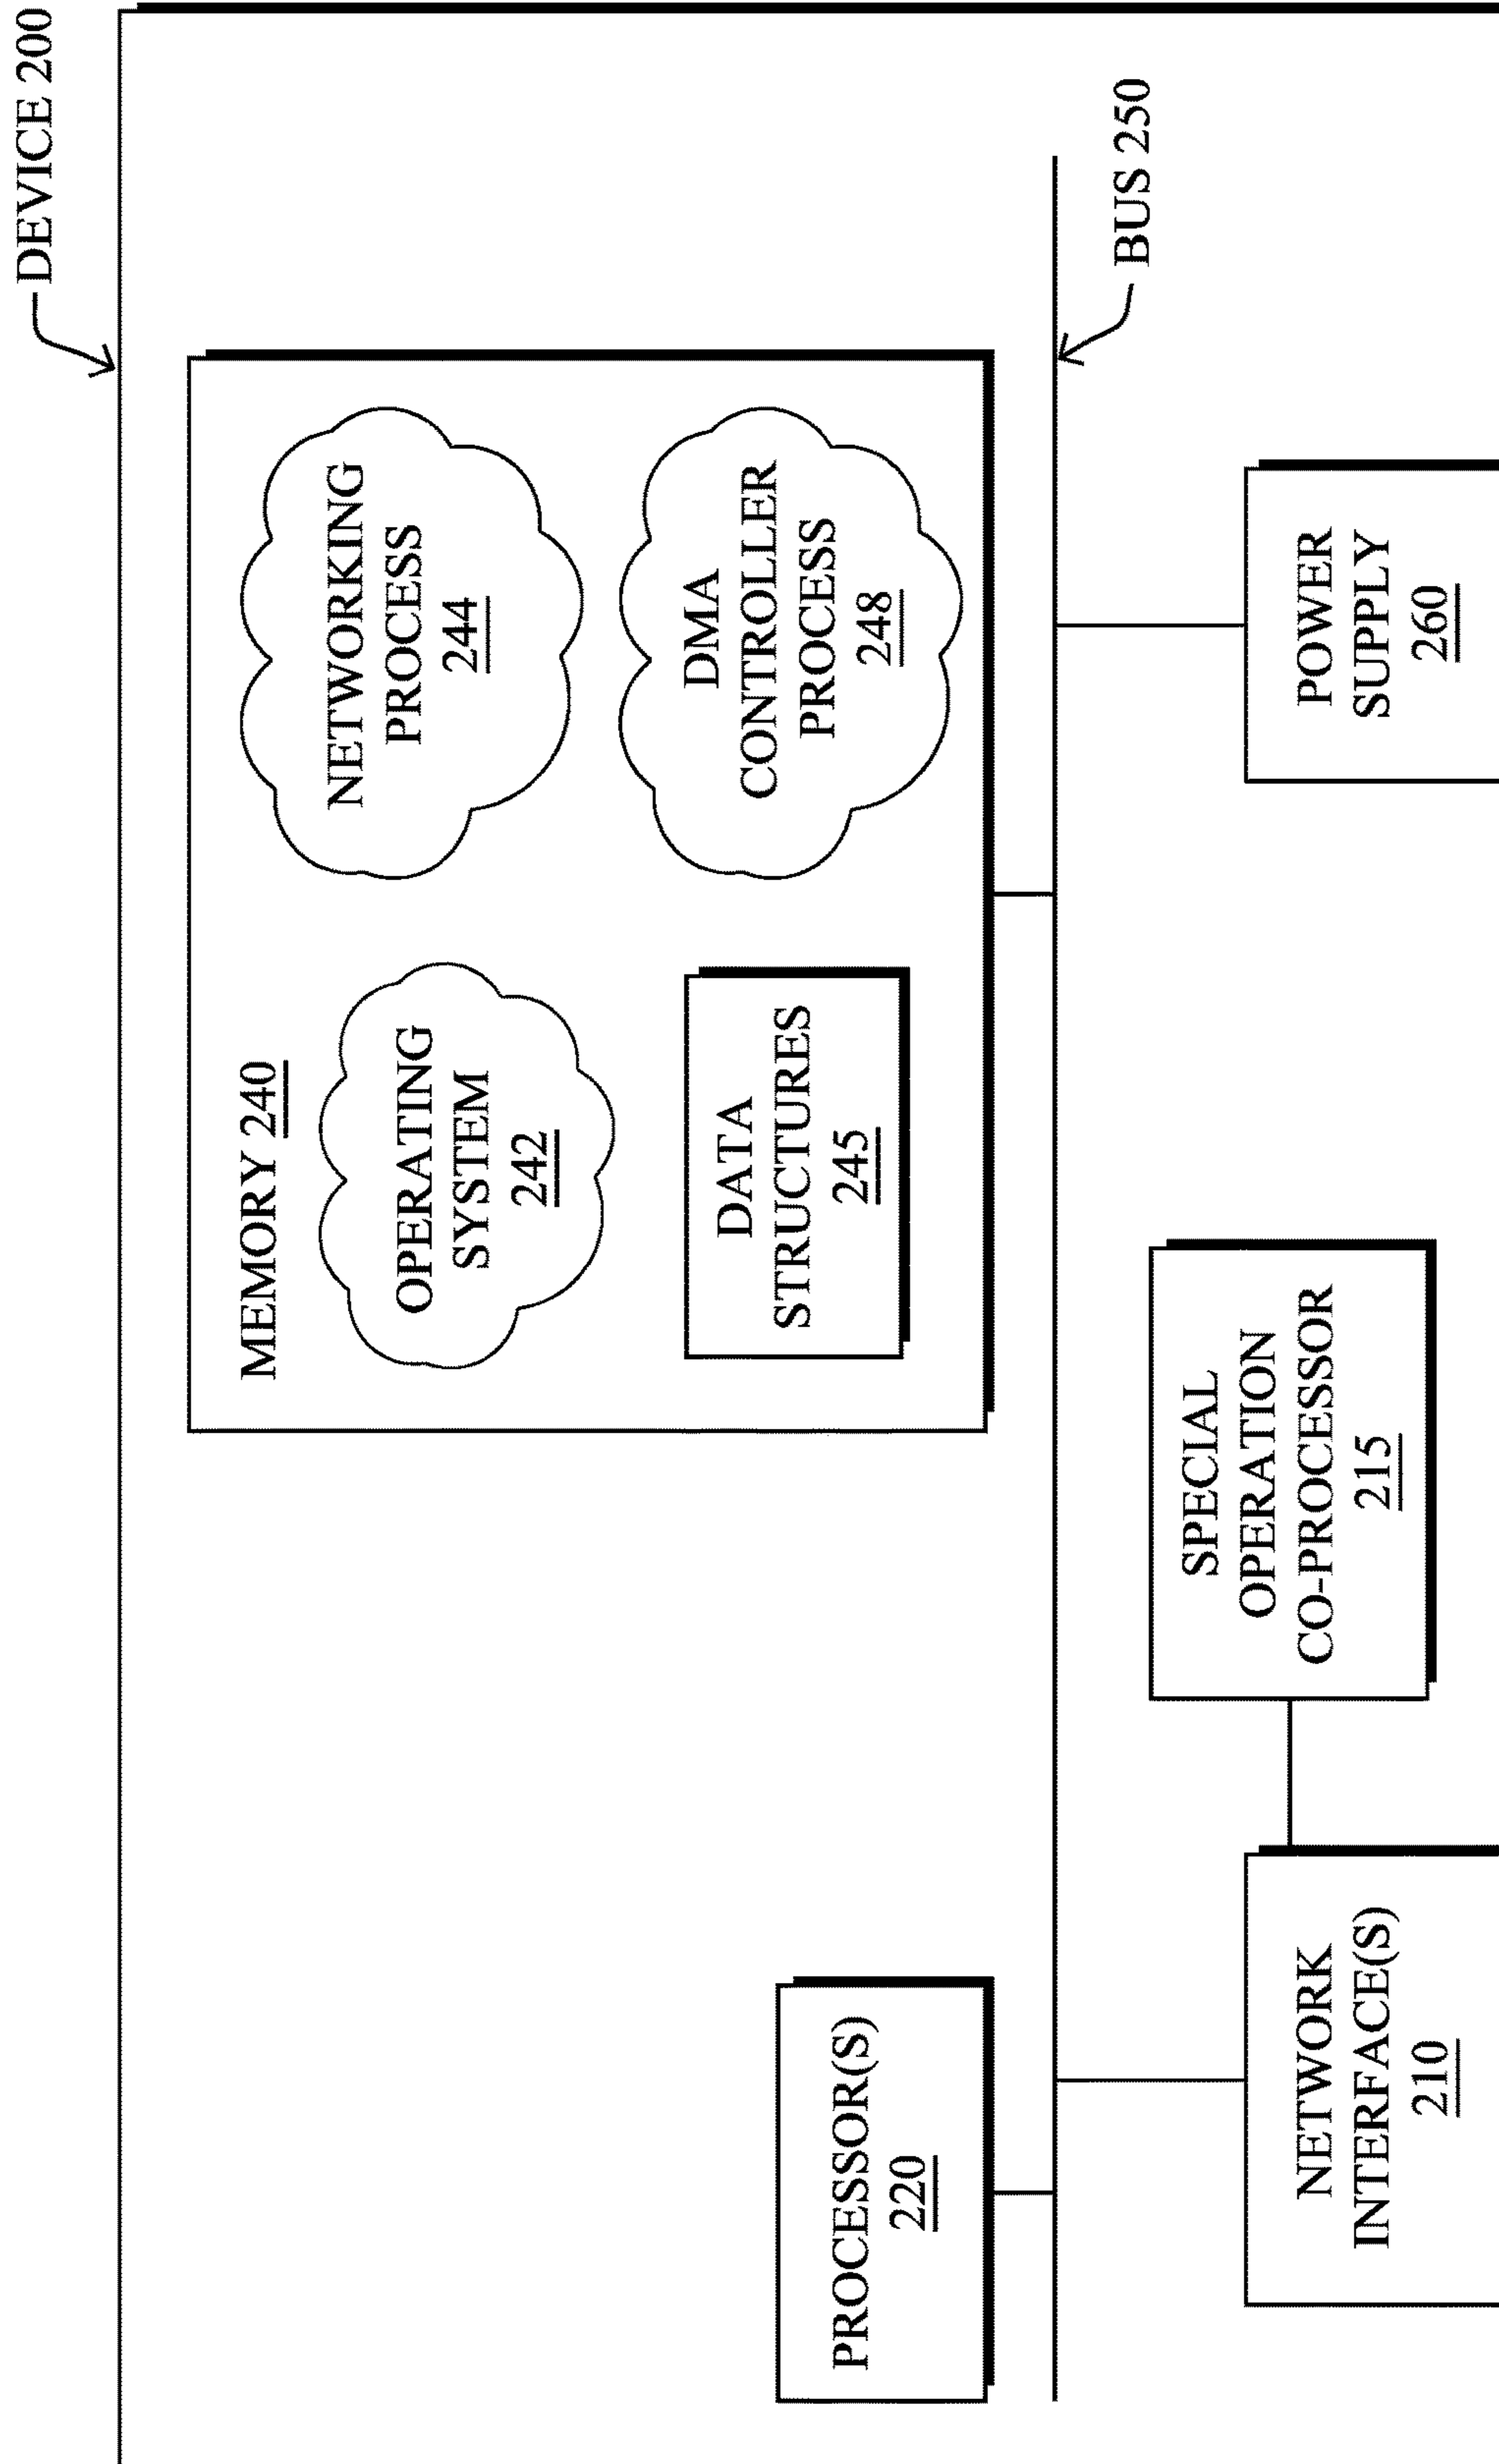 DEVICE 200
MEMORY 240
OPERATING
SYSTEM
242
NETWORKING
PROCESS
244
DATA
STRUCTURES
245
DMA
CONTROLLER
PROCESS
248
PROCESSOR(S)
220
BUS 250
NETWORK
INTERFACE(S)
210
SPECIAL
OPERATION
CO-PROCESSOR
215
POWER
SUPPLY
260